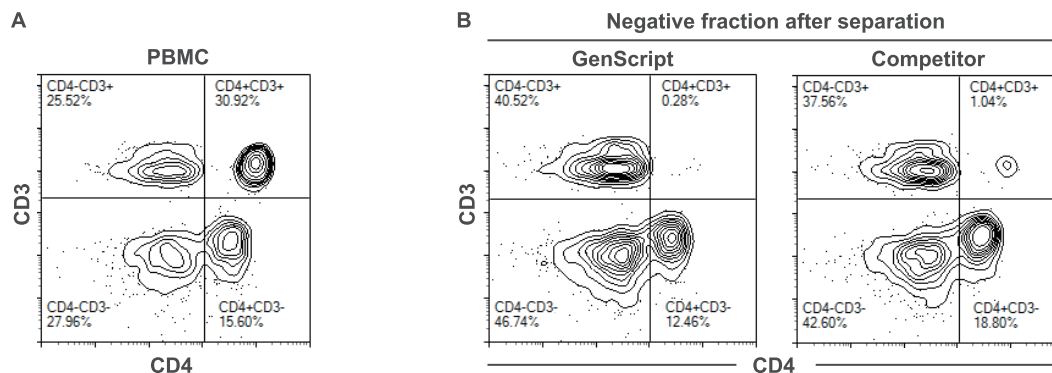 A
PBMC
CD4-CD3+
25.52%
CD4+CD3+
30.92%
CD3
CD4-CD3-
27.96%
CD4+CD3-
15.60%
CD4
B
Negative fraction after separation
GenScript
Competitor
CD4-CD3+
40.52%
CD4+CD3+
0.28%
CD4-CD3+
37.56%
CD4+CD3+
1.04%
CD3
CD4-CD3-
46.74%
CD4+CD3-
12.46%
CD4-CD3-
42.60%
CD4+CD3-
18.80%
CD4